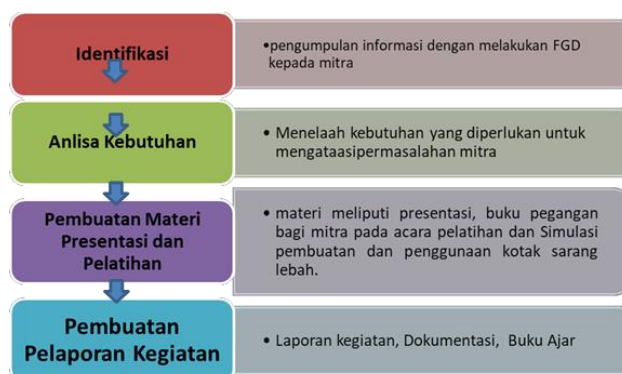 Identifikasi
•pengumpulan informasi dengan melakukan FGD
kepada mitra
Anlisa Kebutuhan
• Menelaah kebutuhan yang diperlukan untuk
mengataasipermasalahan mitra
Pembuatan Materi
Presentasi dan
Pelatihan
• materi meliputi presentasi, buku pegangan
bagi mitra pada acara pelatihan dan Simulasi
pembuatan dan penggunaan kotak sarang
lebah.
Pembuatan
Pelaporan Kegiatan
• Laporan kegiatan, Dokumentasi, Buku Ajar